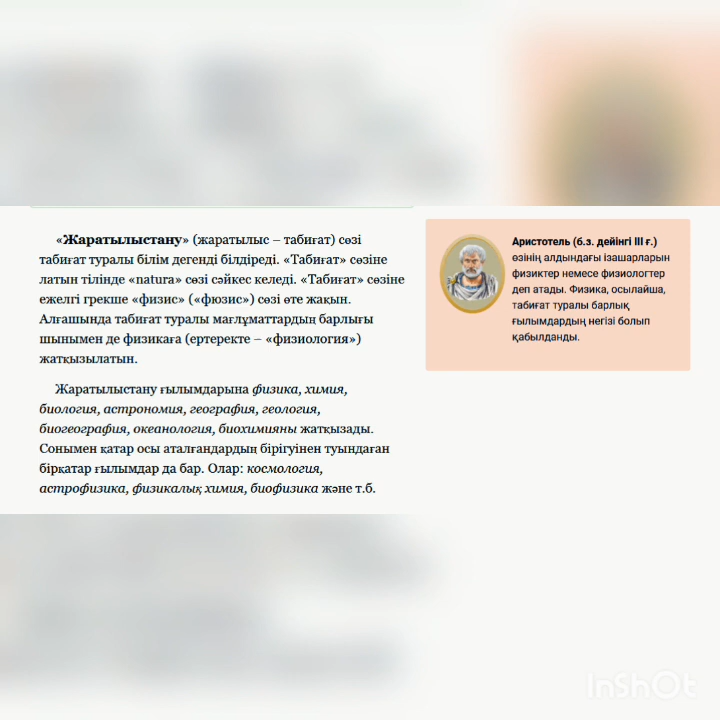 «Жаратылыстану» (жаратылыс – табиғат) сөзі
табиғат туралы білім дегенді білдіреді. «Табиғат» сөзіне
латын тілінде «natura» сөзі сәйкес келеді. «Табиғат» сөзіне
ежелгі грекше «физис» («фюзис») сөзі өте жақын.
Алғашында табиғат туралы мағлұматтардың барлығы
шынымен де физикаға (ертеректе – «физиология»)
жатқызылатын.
Жаратылыстану ғылымдарына физика, химия,
биология, астрономия, география, геология,
биогеография, океанология, биохимияны жатқызады.
Сонымен қатар осы аталғандардың бірігуінен туындаған
бірқатар ғылымдар да бар. Олар: космология,
астрофизика, физикалық химия, биофизика және т.б.
Аристотель (б.з. дейінгі III ғ.)
өзінің алдындағы ізашарларын
физиктер немесе физиологтер
деп атады. Физика, осылайша,
табиғат туралы барлық
ғылымдардың негізі болып
қабылданды.
InShOt